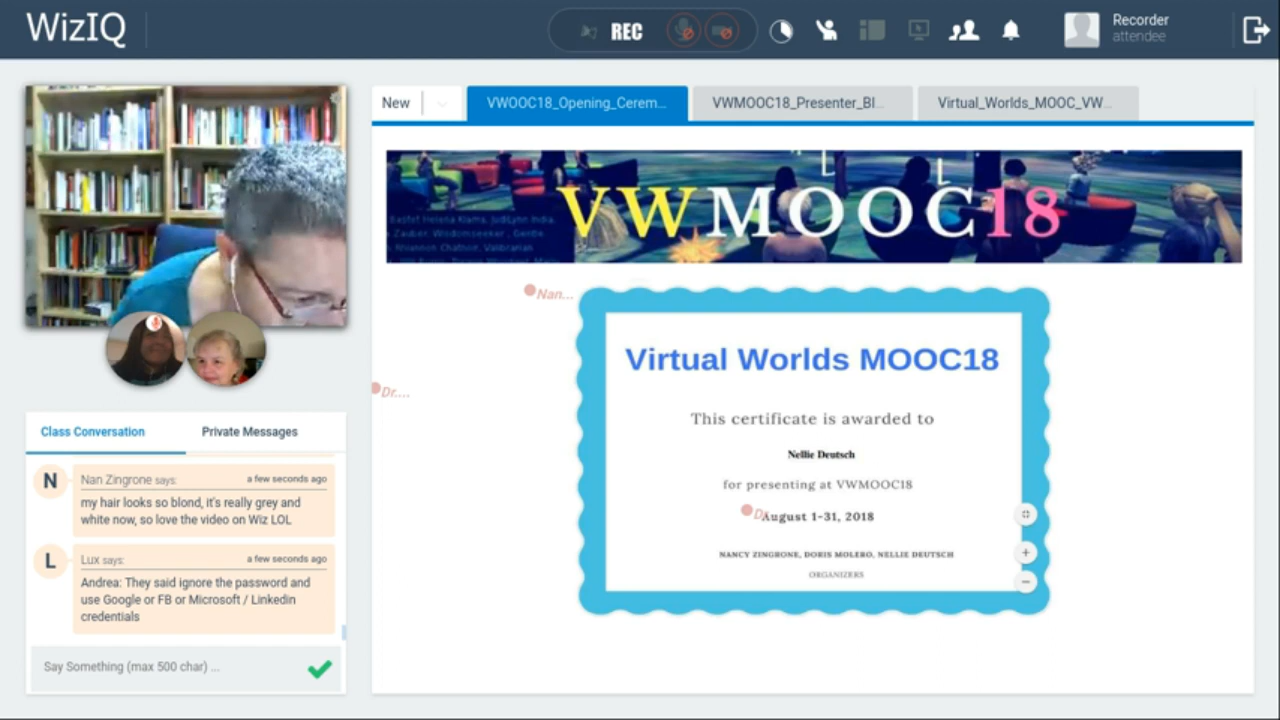 WizIQ
REC
Recorder
attendee
New
VWOOC18_Opening_Cerem...
VWMOOC18_Presenter_BI...
Virtual_Worlds_MOOC_VW...
VWMOOC18
Nan...
Dr....
Virtual Worlds MOOC18
This certificate is awarded to
Nellie Deutsch
for presenting at VWMOOC18
August 1-31, 2018
NANCY ZINGRONE, DORIS MOLERO, NELLIE DEUTSCH
ORGANIZERS
Class Conversation
Private Messages
N
Nan Zingrone says:
a few seconds ago
my hair looks so blond, it's really grey and
white now, so love the video on Wiz LOL
L
Lux says:
a few seconds ago
Andrea: They said ignore the password and
use Google or FB or Microsoft / Linkedin
credentials
Say Something (max 500 char) ...